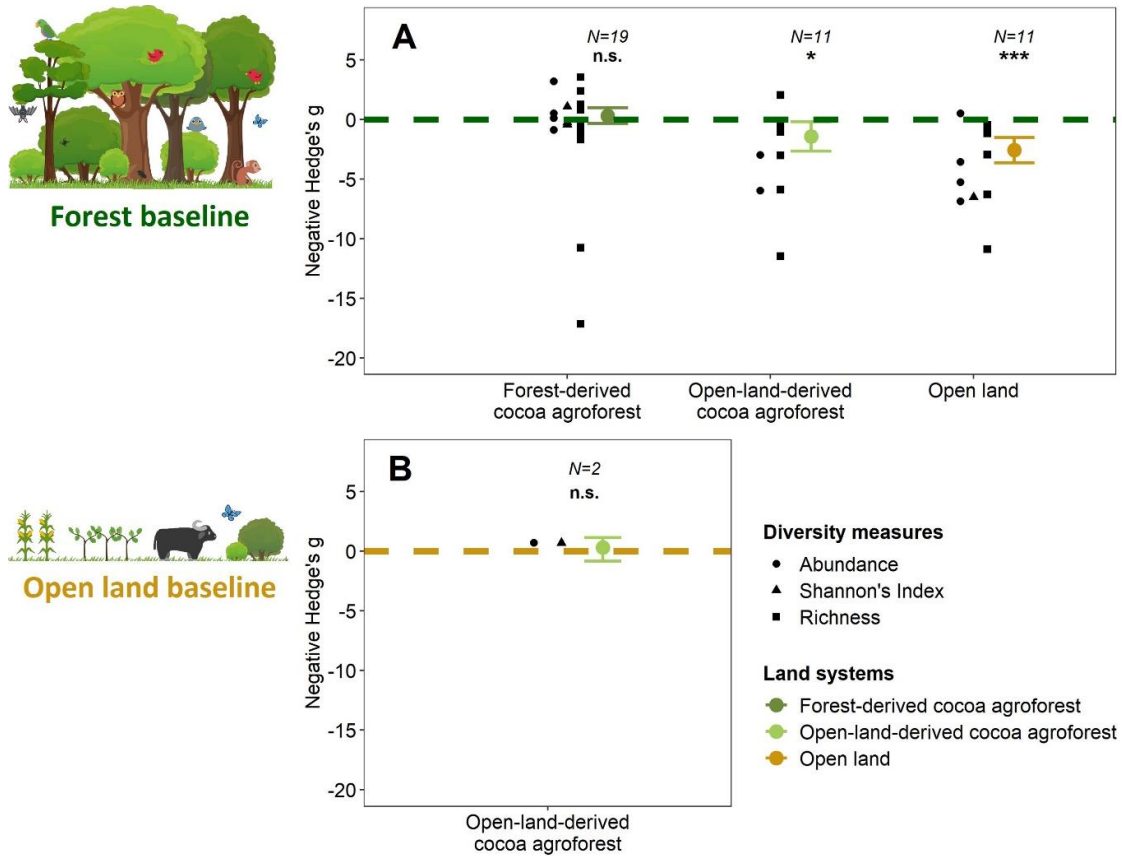 A
N=19
N=11
N=11
n.s.
*
***
5
0
-5
-10
-15
-20
Negative Hedge's g
Forest baseline
Forest-derived
cocoa agroforest
Open-land-derived
cocoa agroforest
Open land
B
N=2
n.s.
5
0
-5
-10
-15
-20
Negative Hedge's g
Open land baseline
Open-land-derived
cocoa agroforest
Diversity measures
Abundance
Shannon's Index
Richness
Land systems
Forest-derived cocoa agroforest
Open-land-derived cocoa agroforest
Open land